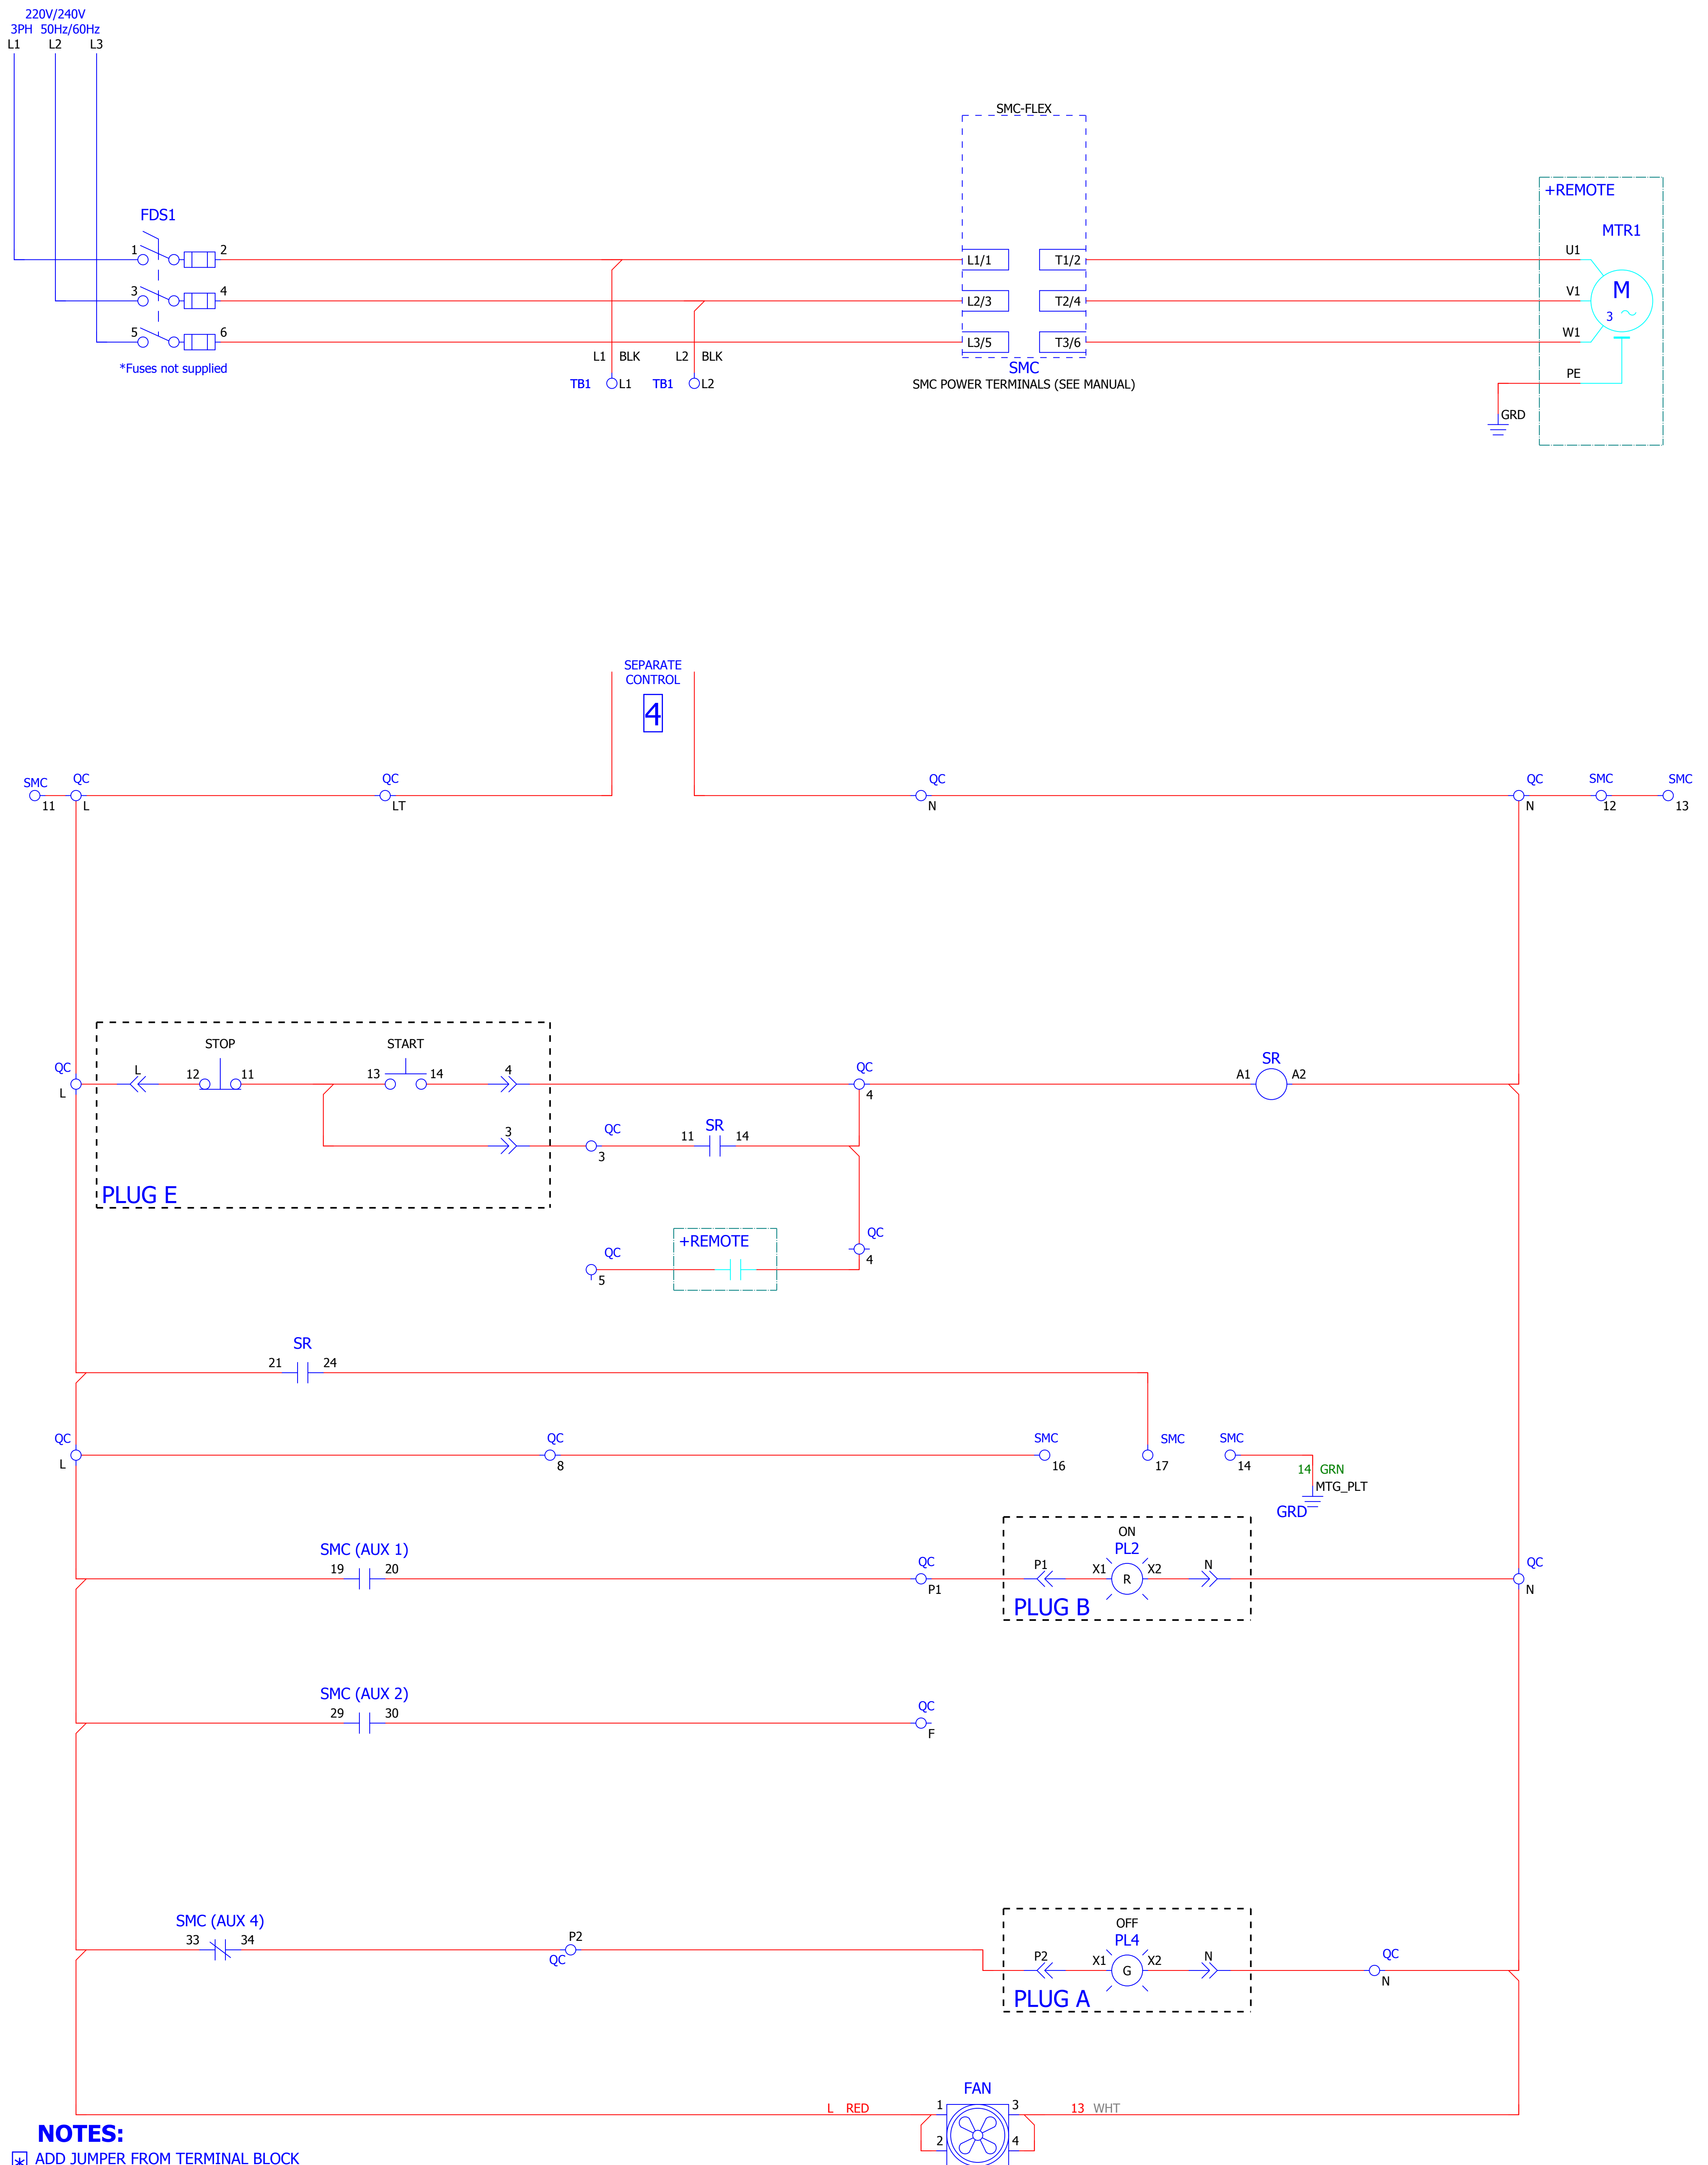 220V/240V
3PH 50Hz/60Hz
L1 L2 L3
SMC-FLEX
+REMOTE
FDS1
MTR1
1 2 L1/1 T1/2 U1
3 4 L2/3 T2/4 V1 M
3
5 6 L3/5 T3/6 W1
*Fuses not supplied
L1 BLK L2 BLK
TB1 L1 TB1 L2
SMC
SMC POWER TERMINALS (SEE MANUAL)
PE
GRD
SEPARATE
CONTROL
4
SMC QC QC QC QC SMC SMC
11 L LT N N 12 13
STOP START
QC L 12 11 13 14 4 QC SR
L 4 A1 A2
3 QC 11 SR 14
3
PLUG E
+REMOTE QC
QC 4
5
SR
21 24
QC QC SMC SMC SMC
L 8 16 17 14
14 GRN
MTG_PLT
GRD
ON
SMC (AUX 1) PL2
19 20 QC P1 X1 R X2 N QC
P1 N
PLUG B
SMC (AUX 2)
29 30 QC
F
SMC (AUX 4) OFF
33 34 P2 PL4
QC P2 X1 G X2 N QC
N
PLUG A
FAN
L RED 1 3 13 WHT
2 4
NOTES:
* ADD JUMPER FROM TERMINAL BLOCK